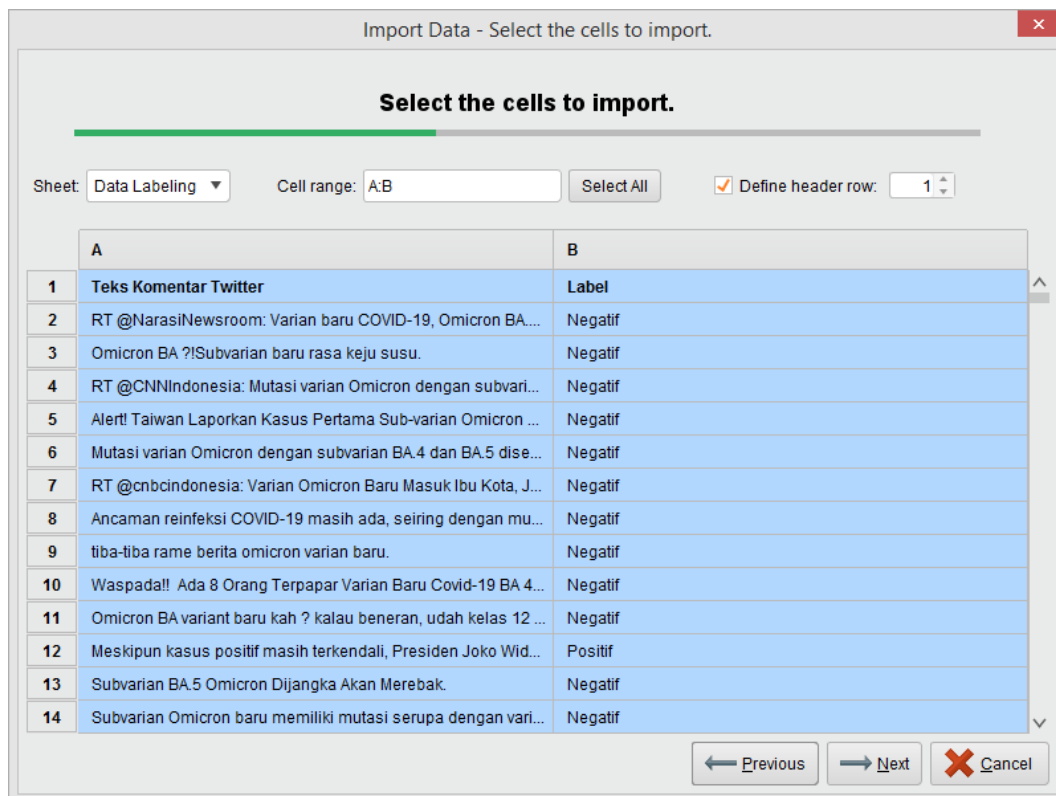 Import Data - Select the cells to import.
Select the cells to import.
Sheet: Data Labeling Cell range: A:B Select All Define header row: 1
A B
1 Teks Komentar Twitter Label
2 RT @NarasiNewsroom: Varian baru COVID-19, Omicron BA.... Negatif
3 Omicron BA ?!Subvarian baru rasa keju susu. Negatif
4 RT @CNNIndonesia: Mutasi varian Omicron dengan subvari... Negatif
5 Alert! Taiwan Laporkan Kasus Pertama Sub-varian Omicron ... Negatif
6 Mutasi varian Omicron dengan subvarian BA.4 dan BA.5 dise... Negatif
7 RT @cnbcindonesia: Varian Omicron Baru Masuk Ibu Kota, J... Negatif
8 Ancaman reinfeksi COVID-19 masih ada, seiring dengan mu... Negatif
9 tiba-tiba rame berita omicron varian baru. Negatif
10 Waspada!! Ada 8 Orang Terpapar Varian Baru Covid-19 BA 4... Negatif
11 Omicron BA variant baru kah ? kalau beneran, udah kelas 12 ... Negatif
12 Meskipun kasus positif masih terkendali, Presiden Joko Wid... Positif
13 Subvarian BA.5 Omicron Dijangka Akan Merebak. Negatif
14 Subvarian Omicron baru memiliki mutasi serupa dengan vari... Negatif
Previous Next Cancel